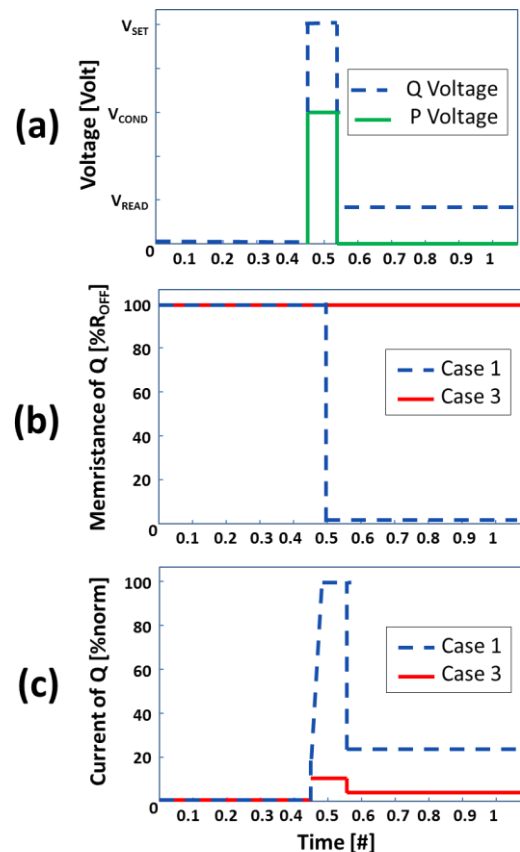 (a)
Voltage [Volt]
V_SET
V_COND
V_READ
0
0.1 0.2 0.3 0.4 0.5 0.6 0.7 0.8 0.9 1
Q Voltage
P Voltage
(b)
Memristance of Q [%R_OFF]
100
80
60
40
20
0
0.1 0.2 0.3 0.4 0.5 0.6 0.7 0.8 0.9 1
Case 1
Case 3
(c)
Current of Q [%norm]
100
80
60
40
20
0
0.1 0.2 0.3 0.4 0.5 0.6 0.7 0.8 0.9 1
Case 1
Case 3
Time [#]